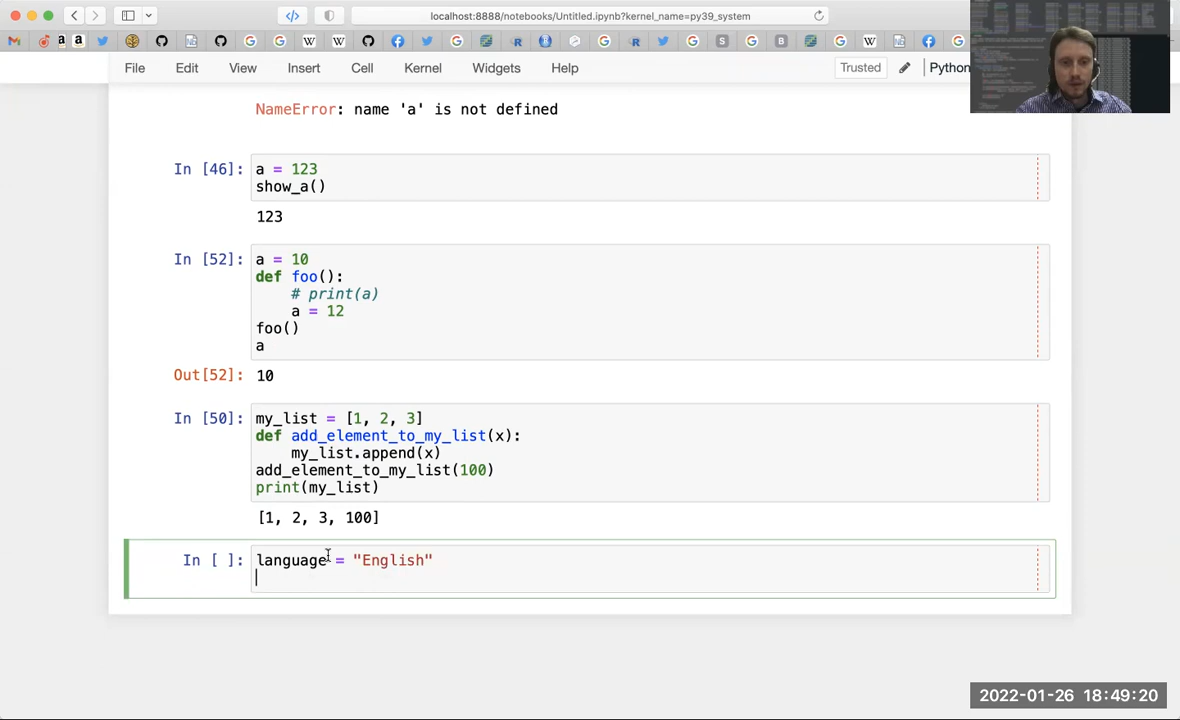 localhost:8888/notebooks/Untitled.ipynb?kernel_name=py39_system
File Edit View Insert Cell Kernel Widgets Help Trusted Python
NameError: name 'a' is not defined
In [46]: a = 123
show_a()
123
In [52]: a = 10
def foo():
# print(a)
a = 12
foo()
a
Out[52]: 10
In [50]: my_list = [1, 2, 3]
def add_element_to_my_list(x):
my_list.append(x)
add_element_to_my_list(100)
print(my_list)
[1, 2, 3, 100]
In [ ]: language = "English"
2022-01-26 18:49:20